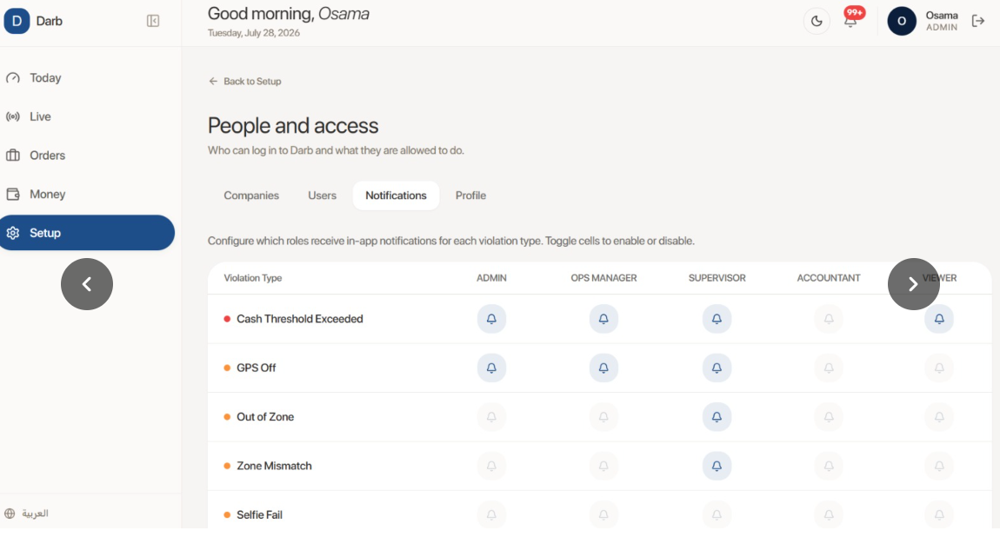 D Darb
Good morning, Osama
Tuesday, July 28, 2026
99+
O
Osama
ADMIN
Today
Live
Orders
Money
Setup
العربية
Back to Setup
People and access
Who can log in to Darb and what they are allowed to do.
Companies Users Notifications Profile
Configure which roles receive in-app notifications for each violation type. Toggle cells to enable or disable.
Violation Type ADMIN OPS MANAGER SUPERVISOR ACCOUNTANT VIEWER
Cash Threshold Exceeded
GPS Off
Out of Zone
Zone Mismatch
Selfie Fail